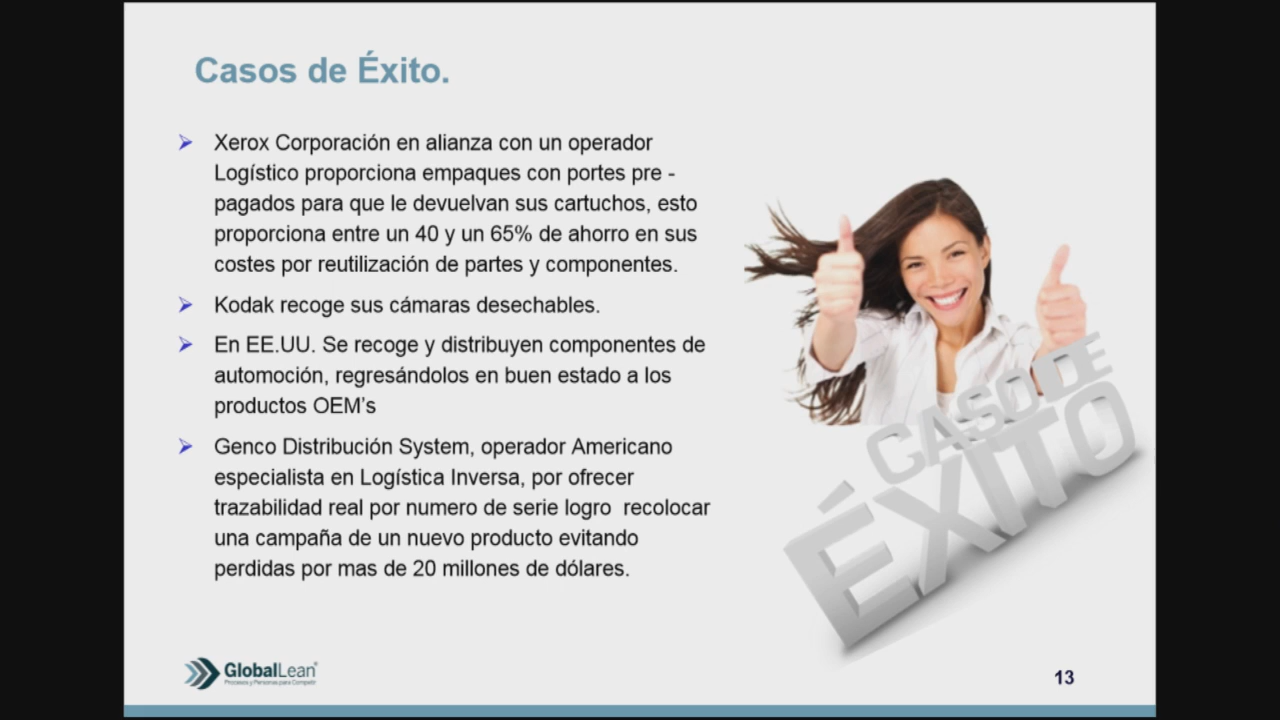 Casos de Éxito.
Xerox Corporación en alianza con un operador
Logístico proporciona empaques con portes pre -
pagados para que le devuelvan sus cartuchos, esto
proporciona entre un 40 y un 65% de ahorro en sus
costes por reutilización de partes y componentes.
Kodak recoge sus cámaras desechables.
En EE.UU. Se recoge y distribuyen componentes de
automoción, regresándolos en buen estado a los
productos OEM’s
Genco Distribución System, operador Americano
especialista en Logística Inversa, por ofrecer
trazabilidad real por numero de serie logro  recolocar
una campaña de un nuevo producto evitando
perdidas por mas de 20 millones de dólares.
CASO DE
ÉXITO
GlobalLean®
Procesos y Personas para Competir
13